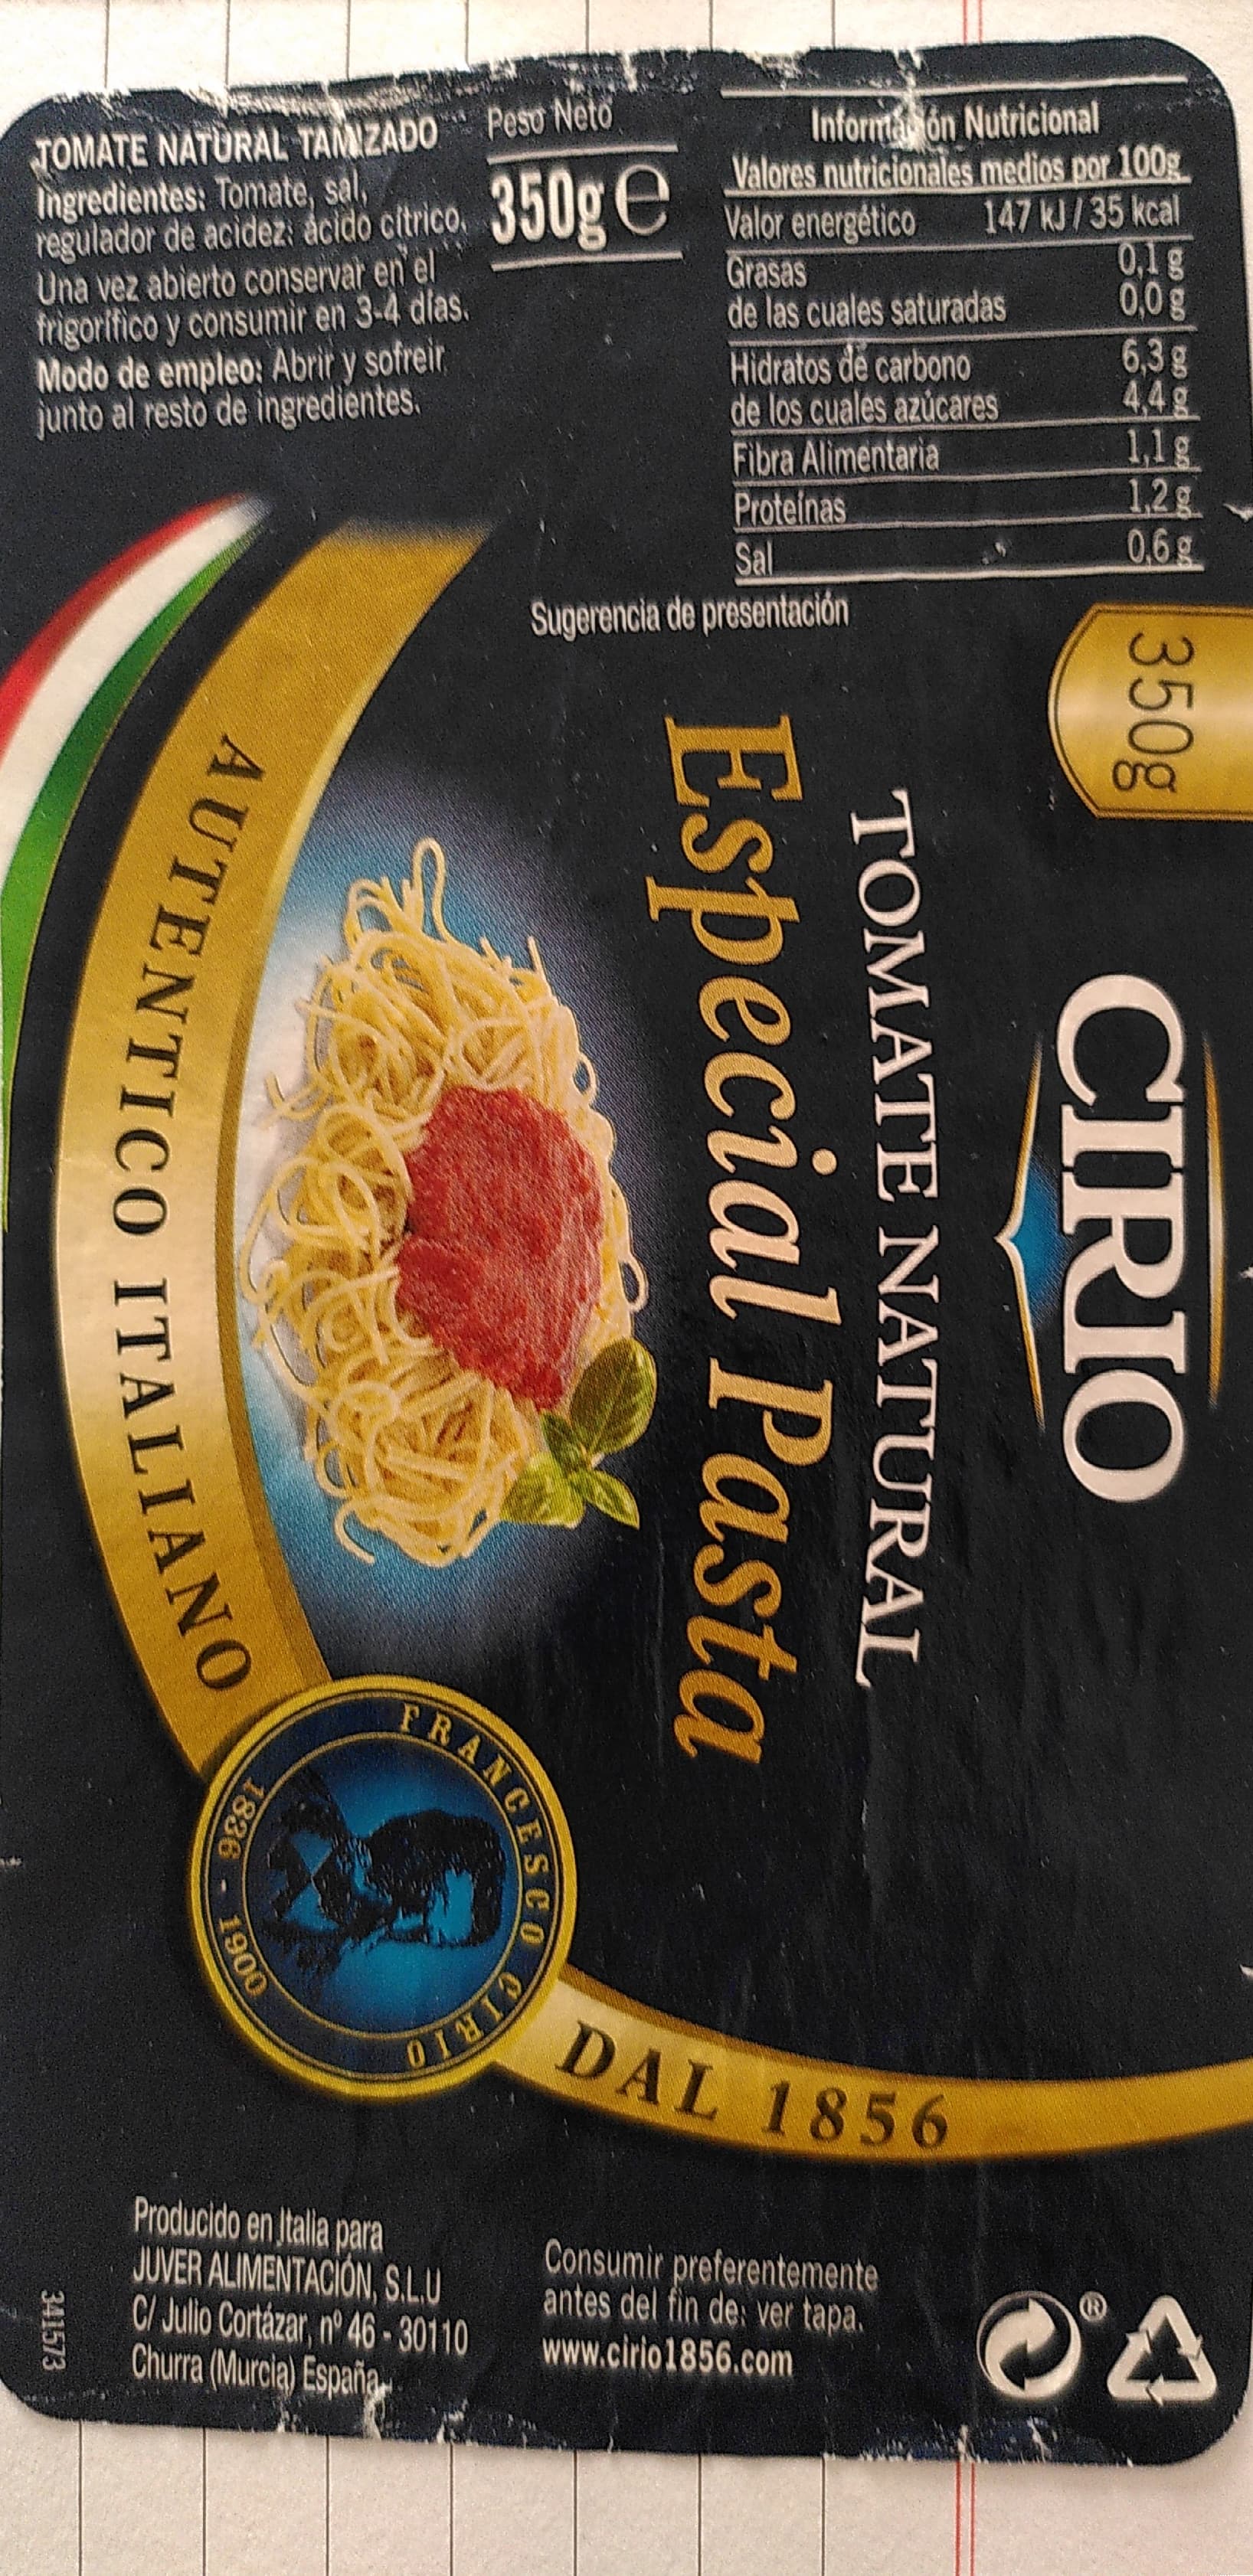 TOMATE NATURAL TAMIZADO
Ingredientes: Tomate, sal,
regulador de acidez: ácido cítrico.
Una vez abierto conservar en el
frigorífico y consumir en 3-4 días.
Modo de empleo: Abrir y sofreir
junto al resto de ingredientes.
Peso Neto
350g e
Información Nutricional
Valores nutricionales medios por 100g
Valor energético 147 kJ / 35 kcal
Grasas 0,1 g
de las cuales saturadas 0,0 g
Hidratos de carbono 6,3 g
de los cuales azúcares 4,4 g
Fibra Alimentaria 1,1 g
Proteínas 1,2 g
Sal 0,6 g
Sugerencia de presentación
350g
CIRIO
TOMATE NATURAL
Especial Pasta
AUTENTICO ITALIANO
FRANCESCO CIRIO
1836 - 1900
DAL 1856
Producido en Italia para
JUVER ALIMENTACIÓN, S.L.U
C/ Julio Cortázar, nº 46 - 30110
Churra (Murcia) España
341573
Consumir preferentemente
antes del fin de: ver tapa.
www.cirio1856.com
®